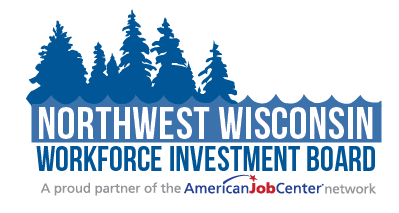 NORTHWEST WISCONSIN
WORKFORCE INVESTMENT BOARD
A proud partner of the AmericanJobCenter® network